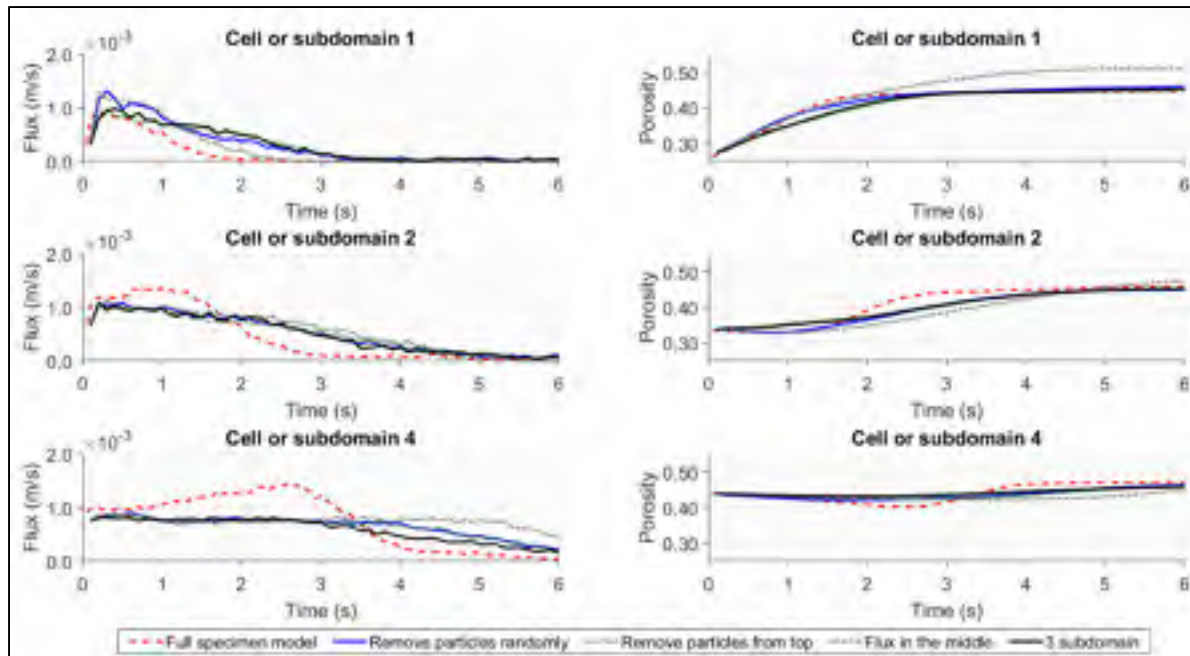 Cell or subdomain 1
×10⁻³
2.0
1.0
0.0
Flux (m/s)
0 1 2 3 4 5 6
Time (s)
Cell or subdomain 1
0.50
0.40
0.30
Porosity
0 1 2 3 4 5 6
Time (s)
Cell or subdomain 2
×10⁻³
2.0
1.0
0.0
Flux (m/s)
0 1 2 3 4 5 6
Time (s)
Cell or subdomain 2
0.50
0.40
0.30
Porosity
0 1 2 3 4 5 6
Time (s)
Cell or subdomain 4
×10⁻³
2.0
1.0
0.0
Flux (m/s)
0 1 2 3 4 5 6
Time (s)
Cell or subdomain 4
0.50
0.40
0.30
Porosity
0 1 2 3 4 5 6
Time (s)
Full specimen model Remove particles randomly Remove particles from top Flux in the middle 3 subdomain